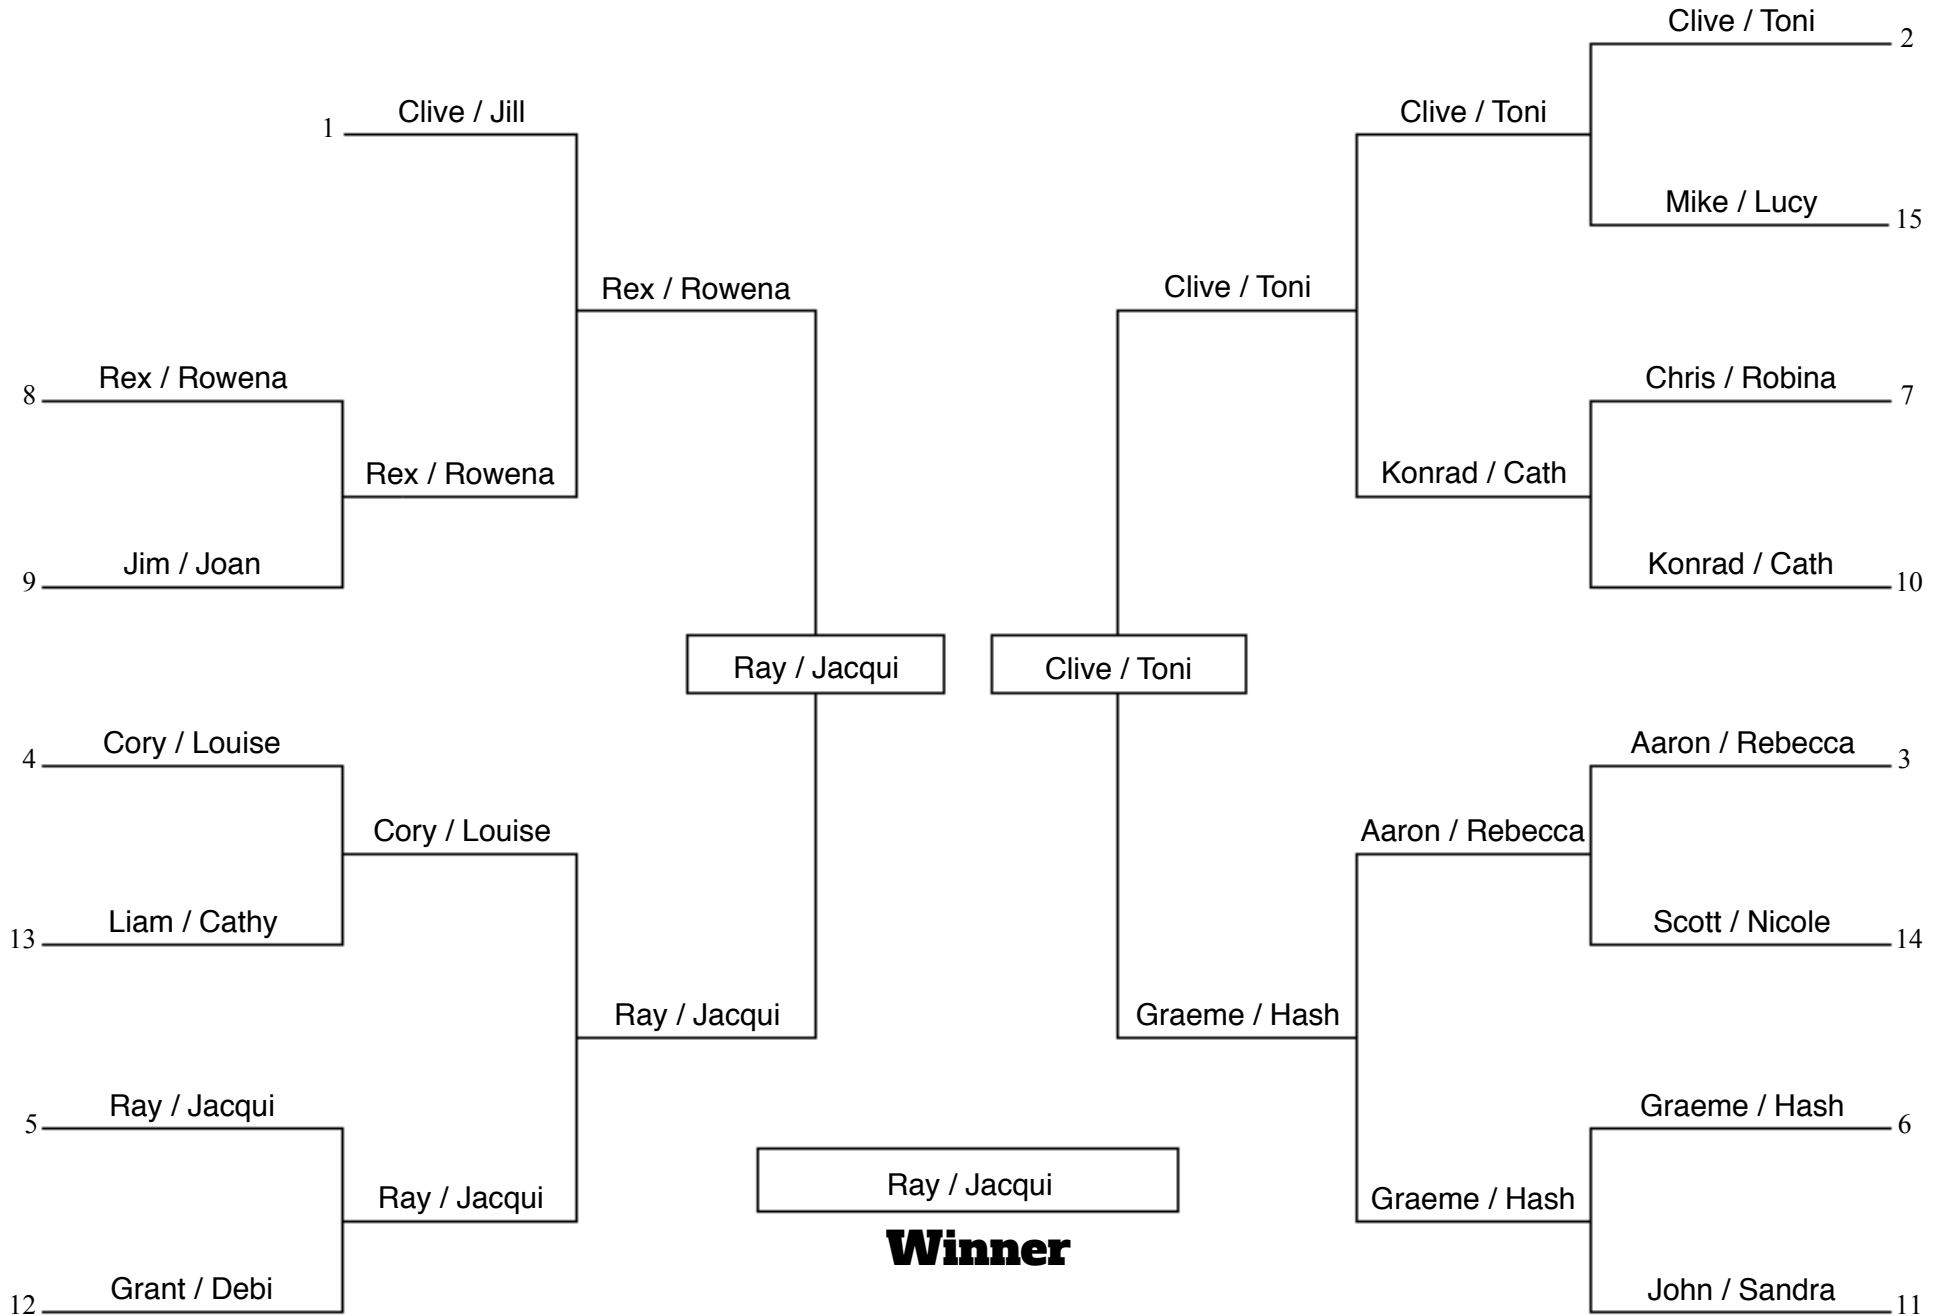 Clive / Toni
2
Clive / Jill
1
Clive / Toni
Mike / Lucy
15
Rex / Rowena
Clive / Toni
Rex / Rowena
8
Chris / Robina
7
Rex / Rowena
Konrad / Cath
Jim / Joan
9
Konrad / Cath
10
Ray / Jacqui
Clive / Toni
Cory / Louise
4
Aaron / Rebecca
3
Cory / Louise
Aaron / Rebecca
Liam / Cathy
13
Scott / Nicole
14
Ray / Jacqui
Graeme / Hash
Ray / Jacqui
5
Graeme / Hash
6
Ray / Jacqui
Ray / Jacqui
Graeme / Hash
Winner
Grant / Debi
12
John / Sandra
11